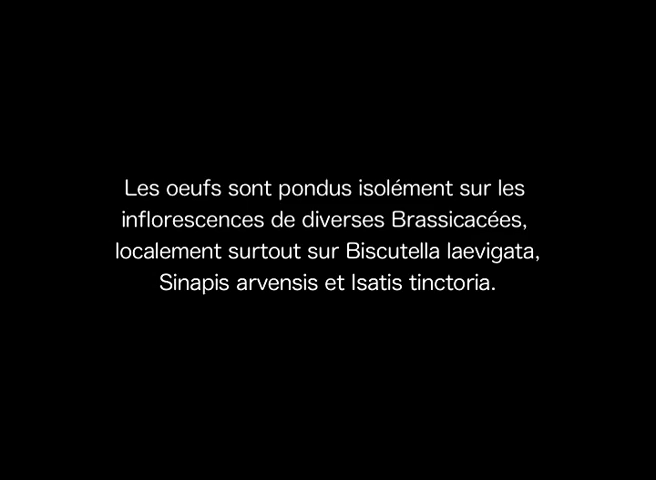 Les oeufs sont pondus isolément sur les
inflorescences de diverses Brassicacées,
localement surtout sur Biscutella laevigata,
Sinapis arvensis et Isatis tinctoria.